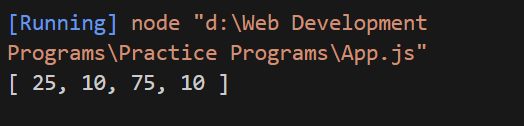 [Running] node "d:\Web Development
Programs\Practice Programs\App.js"
[ 25, 10, 75, 10 ]